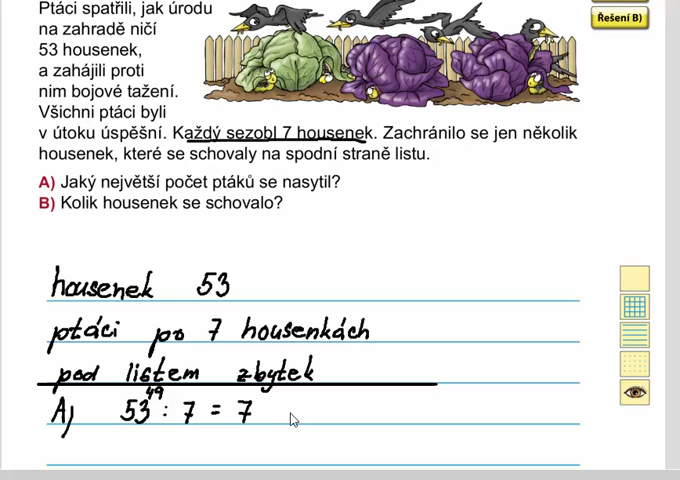 Ptáci spatřili, jak úrodu
na zahradě ničí
53 housenek,
a zahájili proti
nim bojové tažení.
Všichni ptáci byli
v útoku úspěšní. Každý sezobl 7 housenek. Zachránilo se jen několik
housenek, které se schovaly na spodní straně listu.
A) Jaký největší počet ptáků se nasytil?
B) Kolik housenek se schovalo?
Řešení B)
housenek 53
ptáci po 7 housenkách
pod listem zbytek
A) 53 49 : 7 = 7